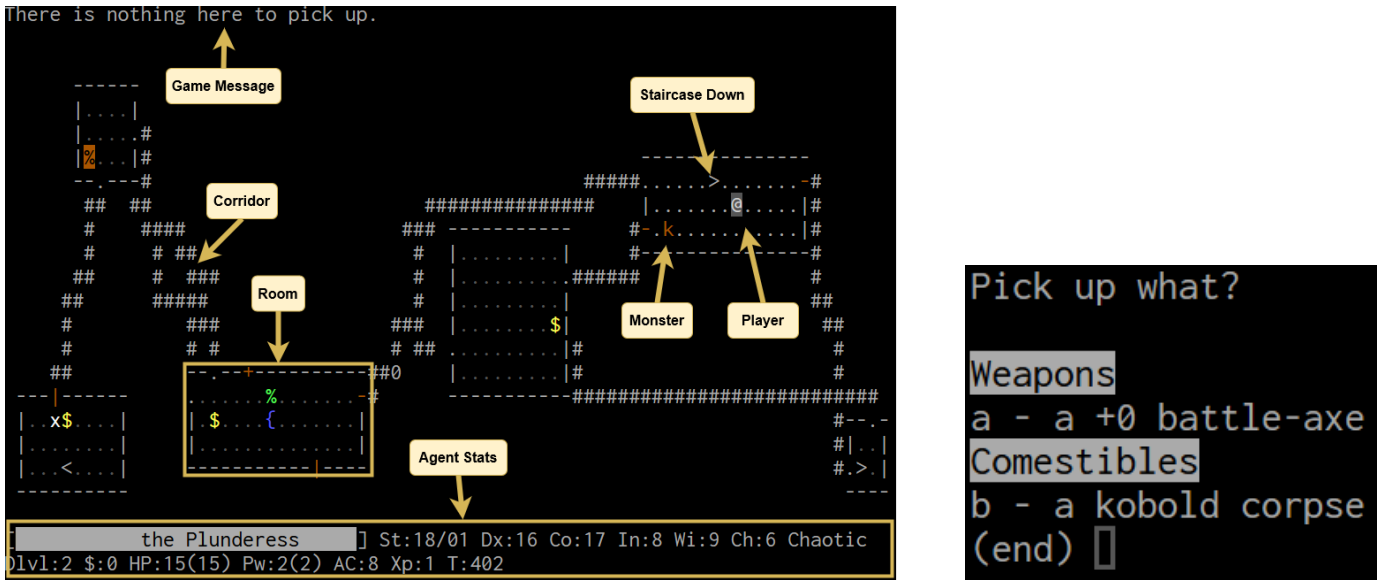 There is nothing here to pick up.
Game Message
Staircase Down
Corridor
Room
Monster
Player
Agent Stats
------
|....|
|.....#
|%...|#
--.---#
## ##
# ####
# # ##
## # ###
## #####
# ###
# # #
##
---|------
|..x$....|
|........|
|...<....|
----------
--.--+----------##0
........%.......-#
|.$....{.......|
|..............|
------------|----
###############
### -----------
# |.........|
# |..........######
# |.........|
### |........$|
# ## ..........|#
|.........|#
-----------############################
---------------
#####......>.......-#
|.......@.....|#
#-.k...........|#
#---------------#
#
##
##
#
#
#--.-
#|..|
#.>.|
----
[ the Plunderess ] St:18/01 Dx:16 Co:17 In:8 Wi:9 Ch:6 Chaotic
Dlvl:2 $:0 HP:15(15) Pw:2(2) AC:8 Xp:1 T:402
Pick up what?
Weapons
a - a +0 battle-axe
Comestibles
b - a kobold corpse
(end)